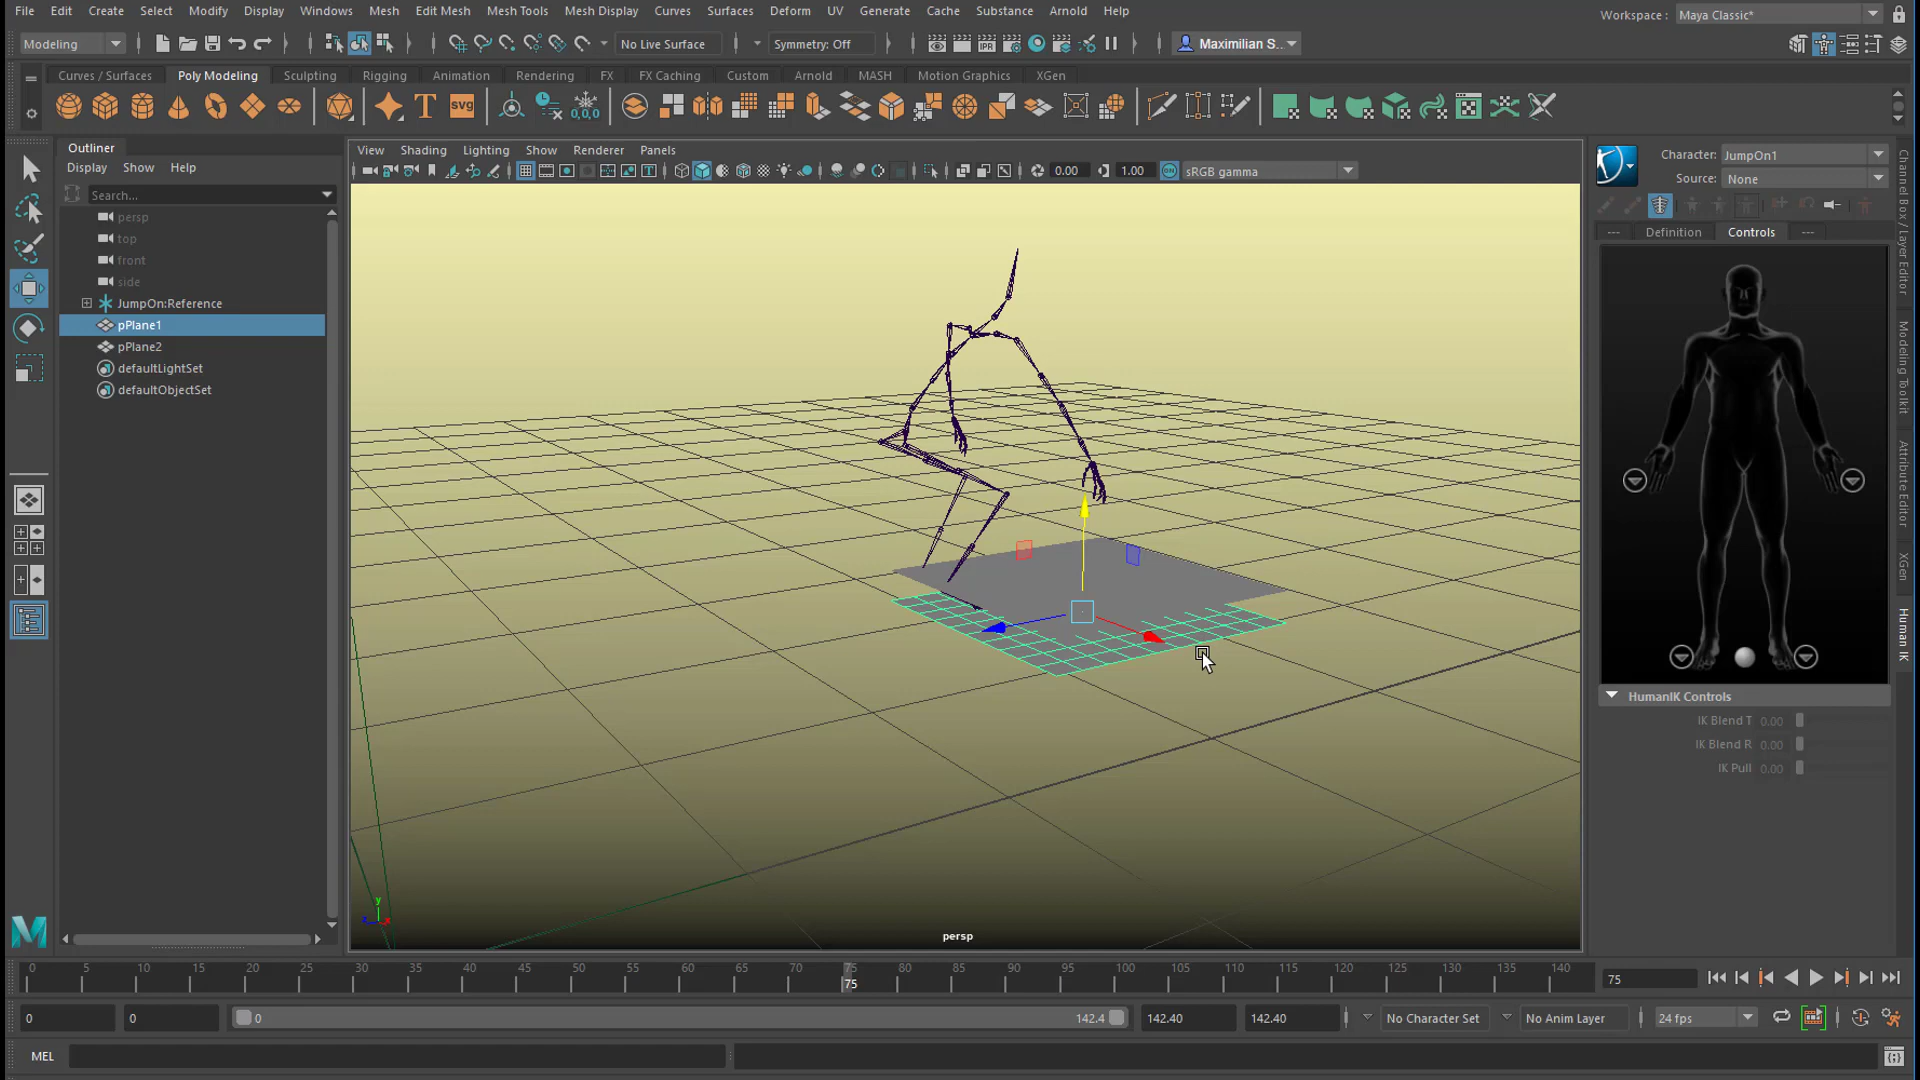 File Edit Create Select Modify Display Windows Mesh Edit Mesh Mesh Tools Mesh Display Curves Surfaces Deform UV Generate Cache Substance Arnold Help Workspace : Maya Classic*
Modeling No Live Surface Symmetry: Off Maximilian S..
Curves / Surfaces Poly Modeling Sculpting Rigging Animation Rendering FX FX Caching Custom Arnold MASH Motion Graphics XGen
IPR
T svg 0,0,0
Outliner
Display Show Help
Search...
persp
top
front
side
JumpOn:Reference
pPlane1
pPlane2
defaultLightSet
defaultObjectSet
View Shading Lighting Show Renderer Panels
0.00 1.00 ON sRGB gamma
persp
y
z x
Character: JumpOn1
Source: None
--- Definition Controls ---
HumanIK Controls
IK Blend T 0.00
IK Blend R 0.00
IK Pull 0.00
Channel Box / Layer Editor
Modeling Toolkit
Attribute Editor
XGen
Human IK
0 5 10 15 20 25 30 35 40 45 50 55 60 65 70 75 80 85 90 95 100 105 110 115 120 125 130 135 140
75
75
0 0 0 142.4 142.40 142.40 No Character Set No Anim Layer 24 fps
MEL